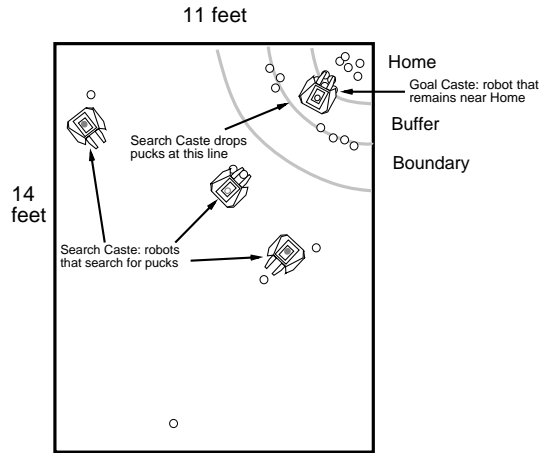 11 feet
Home
Goal Caste: robot that
remains near Home
Buffer
Search Caste drops
pucks at this line
Boundary
14
feet
Search Caste: robots
that search for pucks